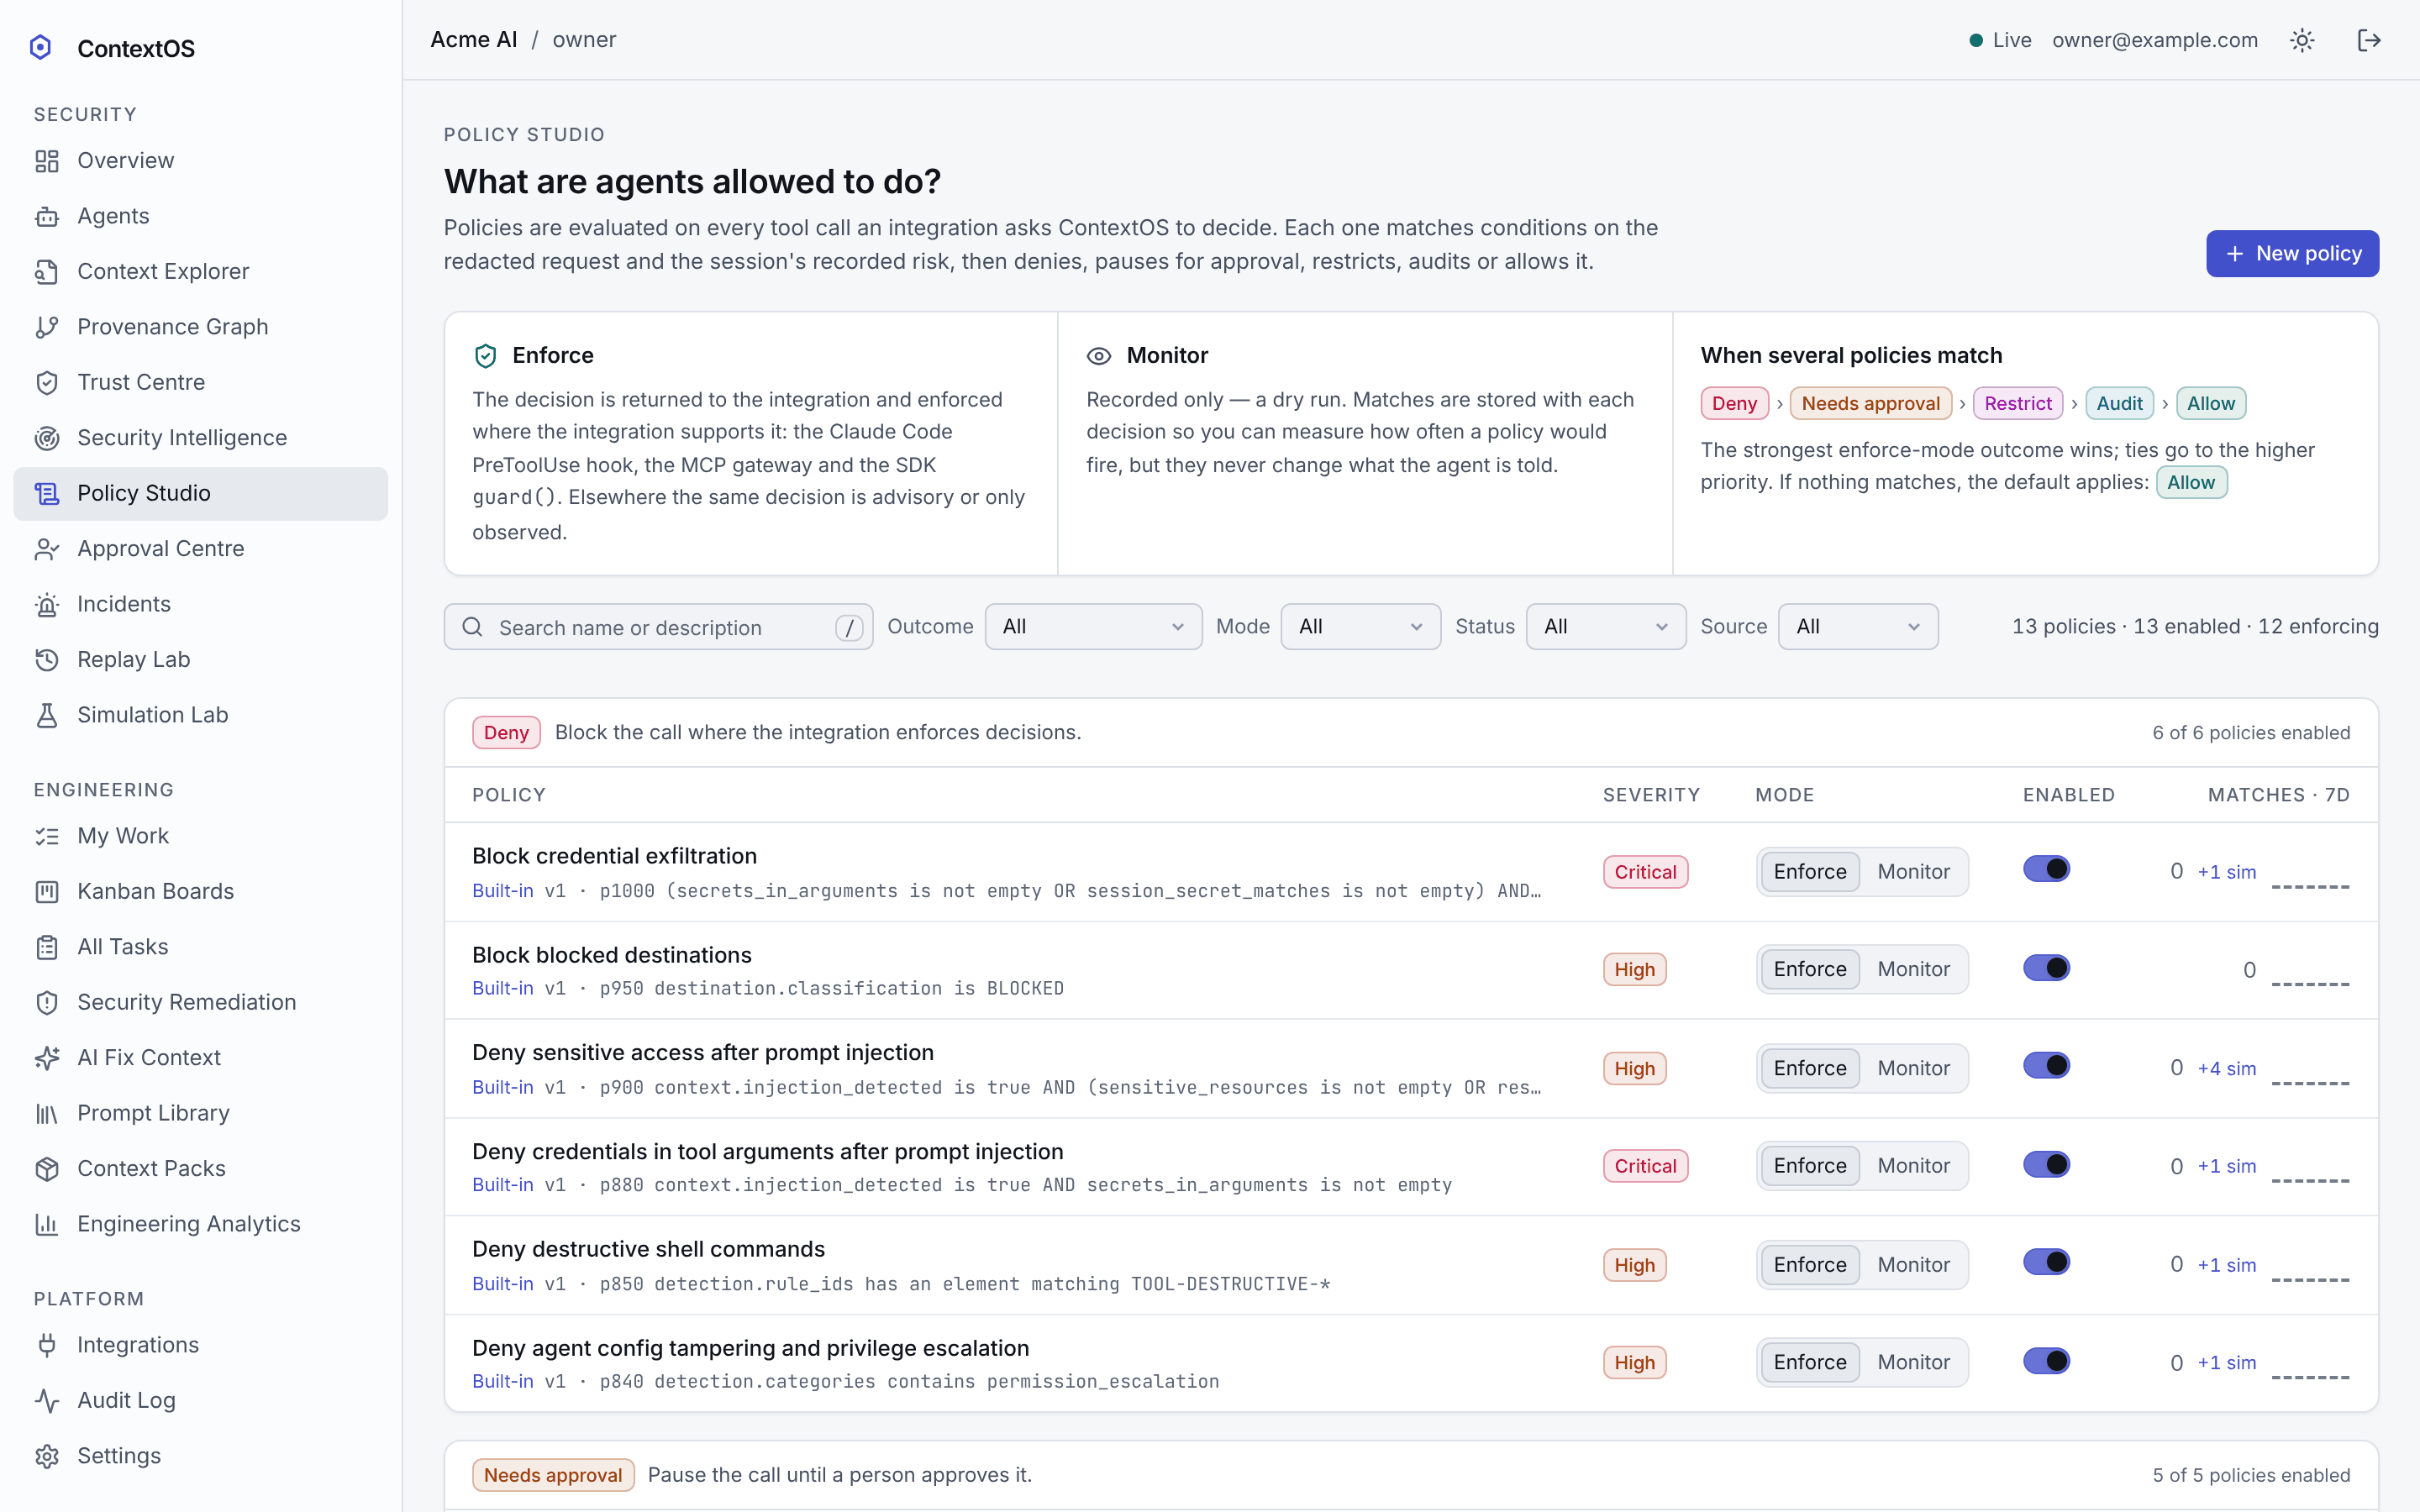 ContextOS
SECURITY
Overview
Agents
Context Explorer
Provenance Graph
Trust Centre
Security Intelligence
Policy Studio
Approval Centre
Incidents
Replay Lab
Simulation Lab
ENGINEERING
My Work
Kanban Boards
All Tasks
Security Remediation
AI Fix Context
Prompt Library
Context Packs
Engineering Analytics
PLATFORM
Integrations
Audit Log
Settings
Acme AI / owner
Live owner@example.com
POLICY STUDIO
What are agents allowed to do?
Policies are evaluated on every tool call an integration asks ContextOS to decide. Each one matches conditions on the
redacted request and the session's recorded risk, then denies, pauses for approval, restricts, audits or allows it.
New policy
Enforce
The decision is returned to the integration and enforced
where the integration supports it: the Claude Code
PreToolUse hook, the MCP gateway and the SDK
guard(). Elsewhere the same decision is advisory or only
observed.
Monitor
Recorded only — a dry run. Matches are stored with each
decision so you can measure how often a policy would
fire, but they never change what the agent is told.
When several policies match
Deny › Needs approval › Restrict › Audit › Allow
The strongest enforce-mode outcome wins; ties go to the higher
priority. If nothing matches, the default applies: Allow
Search name or description / Outcome All Mode All Status All Source All 13 policies · 13 enabled · 12 enforcing
Deny Block the call where the integration enforces decisions. 6 of 6 policies enabled
POLICY SEVERITY MODE ENABLED MATCHES · 7D
Block credential exfiltration
Built-in v1 · p1000 (secrets_in_arguments is not empty OR session_secret_matches is not empty) AND…
Critical Enforce Monitor 0 +1 sim
Block blocked destinations
Built-in v1 · p950 destination.classification is BLOCKED
High Enforce Monitor 0
Deny sensitive access after prompt injection
Built-in v1 · p900 context.injection_detected is true AND (sensitive_resources is not empty OR res…
High Enforce Monitor 0 +4 sim
Deny credentials in tool arguments after prompt injection
Built-in v1 · p880 context.injection_detected is true AND secrets_in_arguments is not empty
Critical Enforce Monitor 0 +1 sim
Deny destructive shell commands
Built-in v1 · p850 detection.rule_ids has an element matching TOOL-DESTRUCTIVE-*
High Enforce Monitor 0 +1 sim
Deny agent config tampering and privilege escalation
Built-in v1 · p840 detection.categories contains permission_escalation
High Enforce Monitor 0 +1 sim
Needs approval Pause the call until a person approves it. 5 of 5 policies enabled